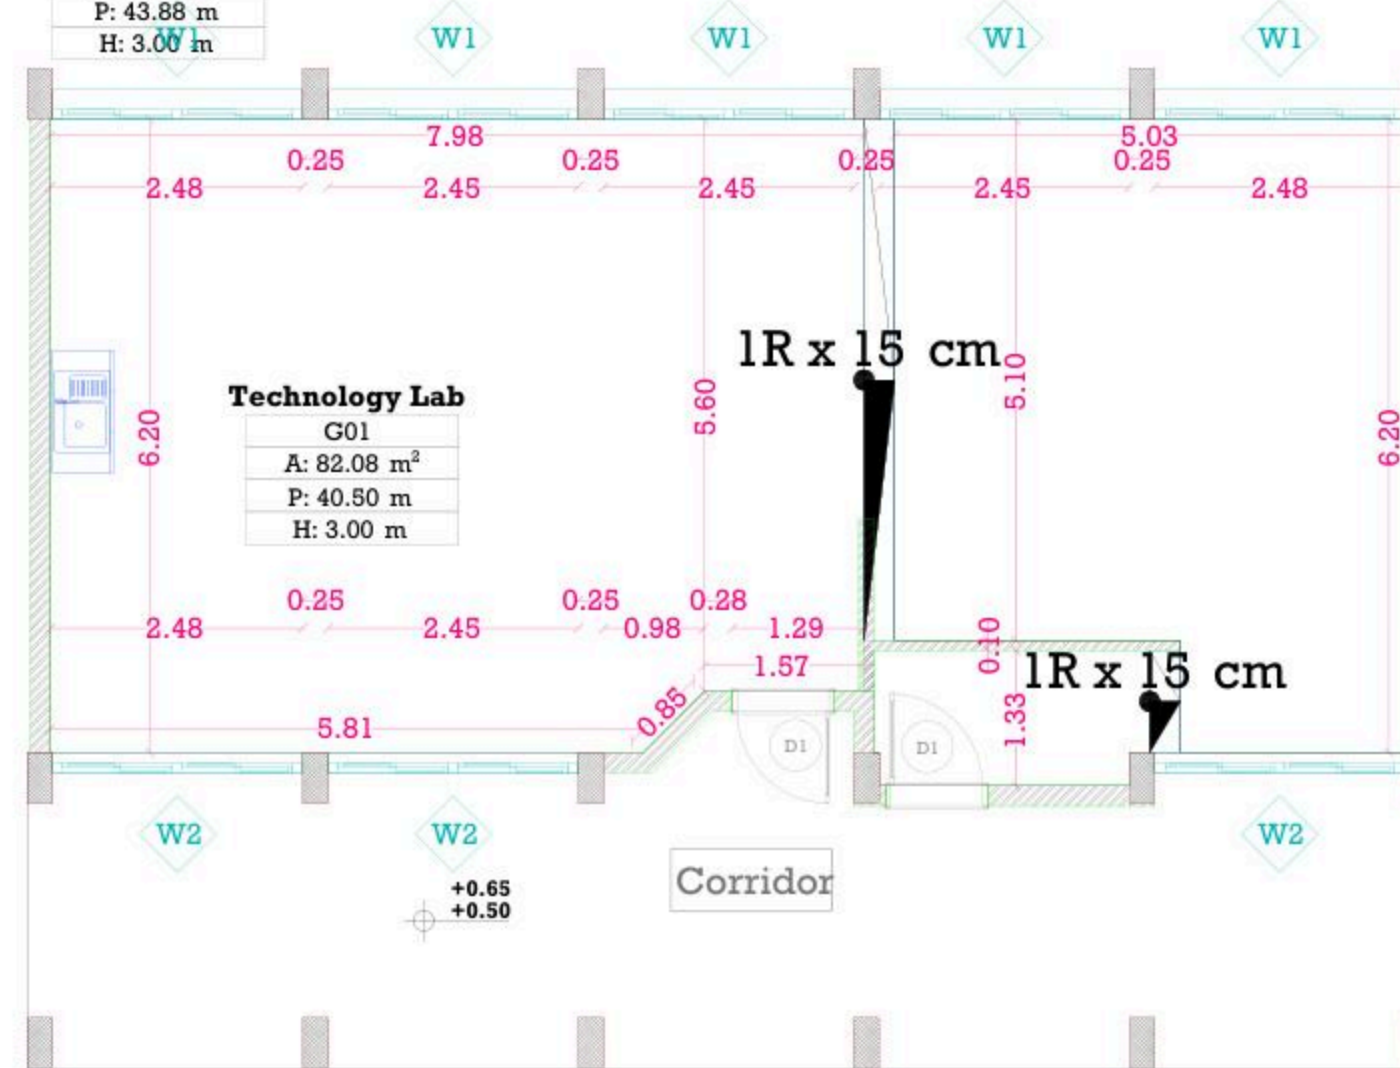 P: 43.88 m
H: 3.00 m
W1
W1
W1
W1
W1
7.98
5.03
0.25
0.25
0.25
0.25
2.48
2.45
2.45
2.45
2.48
1R x 15 cm
5.10
5.60
6.20
6.20
Technology Lab
G01
A: 82.08 m²
P: 40.50 m
H: 3.00 m
0.25
0.25
0.28
2.48
2.45
0.98
1.29
0.10
1.57
1R x 15 cm
0.85
1.33
5.81
D1
D1
W2
W2
W2
Corridor
+0.65
+0.50